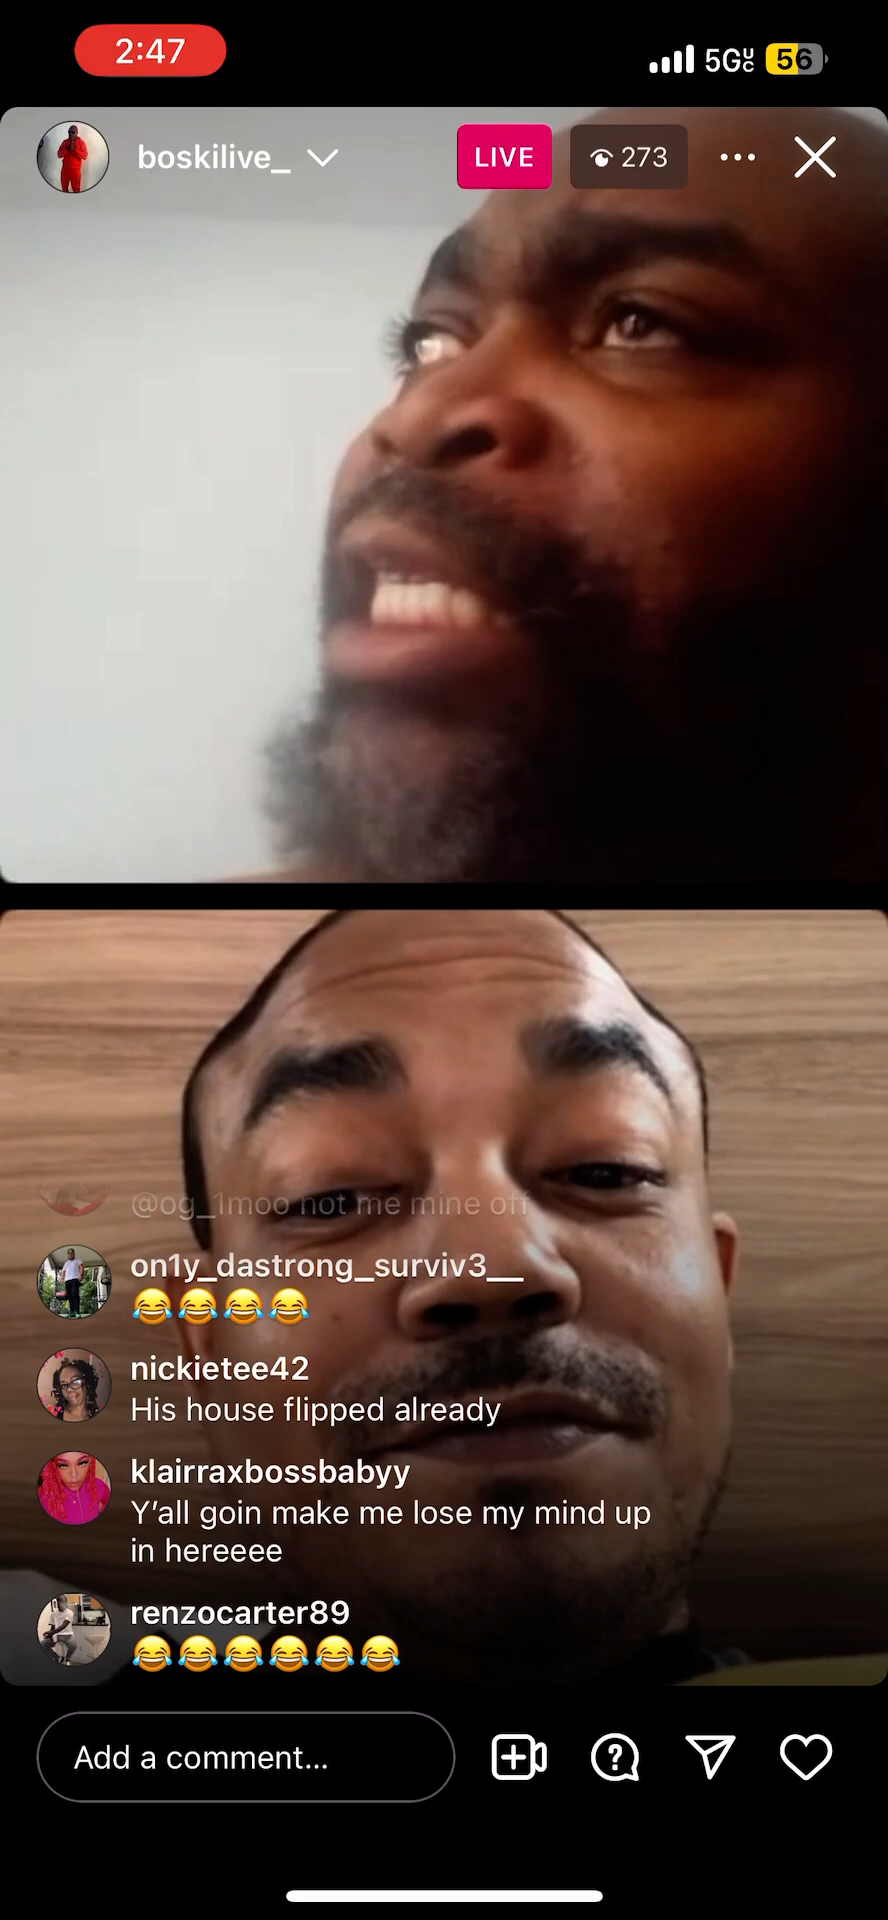 2:47
5GUC
56
boskilive_
LIVE
273
@og_1moo not me mine off
on1y_dastrong_surviv3__
😂😂😂😂
nickietee42
His house flipped already
klairraxbossbabyy
Y’all goin make me lose my mind up
in hereeee
renzocarter89
😂😂😂😂😂😂
Add a comment...